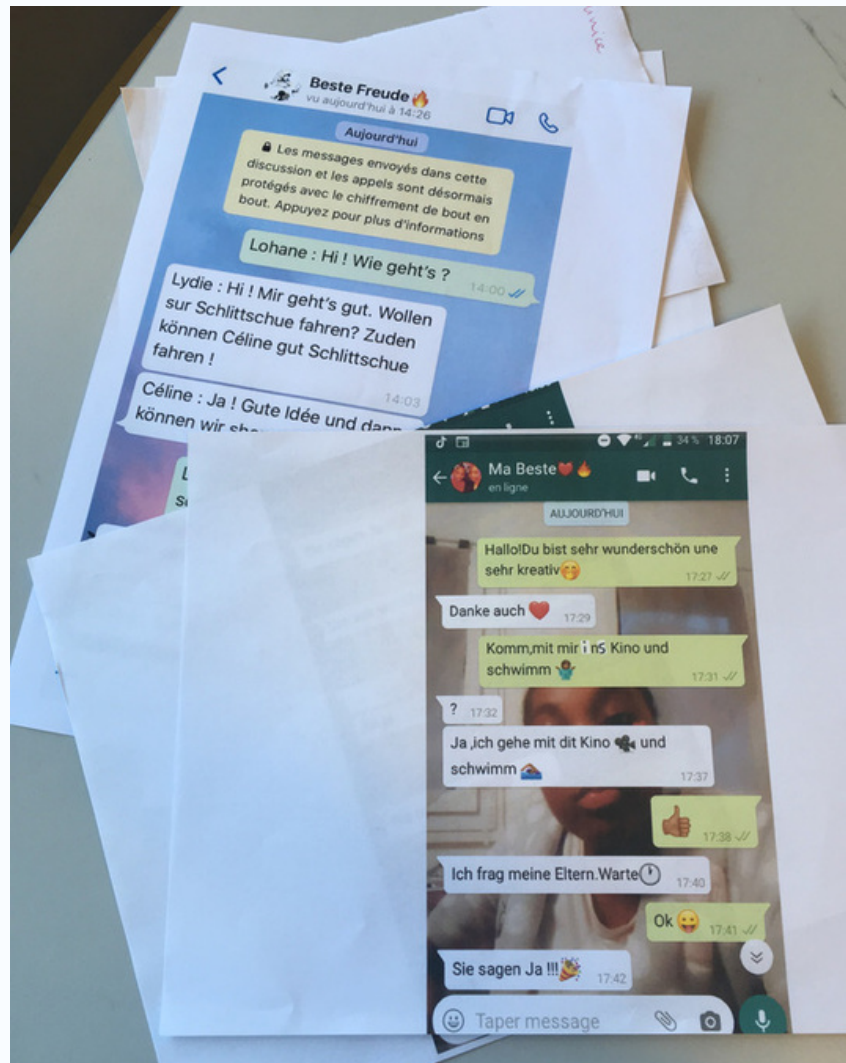 unice
Beste Freude🔥
vu aujourd'hui à 14:26
Aujourd'hui
Les messages envoyés dans cette
discussion et les appels sont désormais
protégés avec le chiffrement de bout en
bout. Appuyez pour plus d'informations
Lohane : Hi ! Wie geht's ?
14:00
Lydie : Hi ! Mir geht's gut. Wollen
sur Schlittschue fahren? Zuden
können Céline gut Schlittschue
fahren !
14:03
Céline : Ja ! Gute Idée und dann
können wir
34 % 18:07
Ma Beste❤️🔥
en ligne
AUJOURD'HUI
Hallo!Du bist sehr wunderschön une
sehr kreativ🤭
17:27
Danke auch ❤️
17:29
Komm,mit mir ins Kino und
schwimm 🤷🏾‍♀️
17:31
? 17:32
Ja ,ich gehe mit dit Kino 🎥 und
schwimm 🏊
17:37
👍🏾 17:38
Ich frag meine Eltern.Warte🕐 17:40
Ok 😛 17:41
Sie sagen Ja !!!🎉 17:42
Taper message